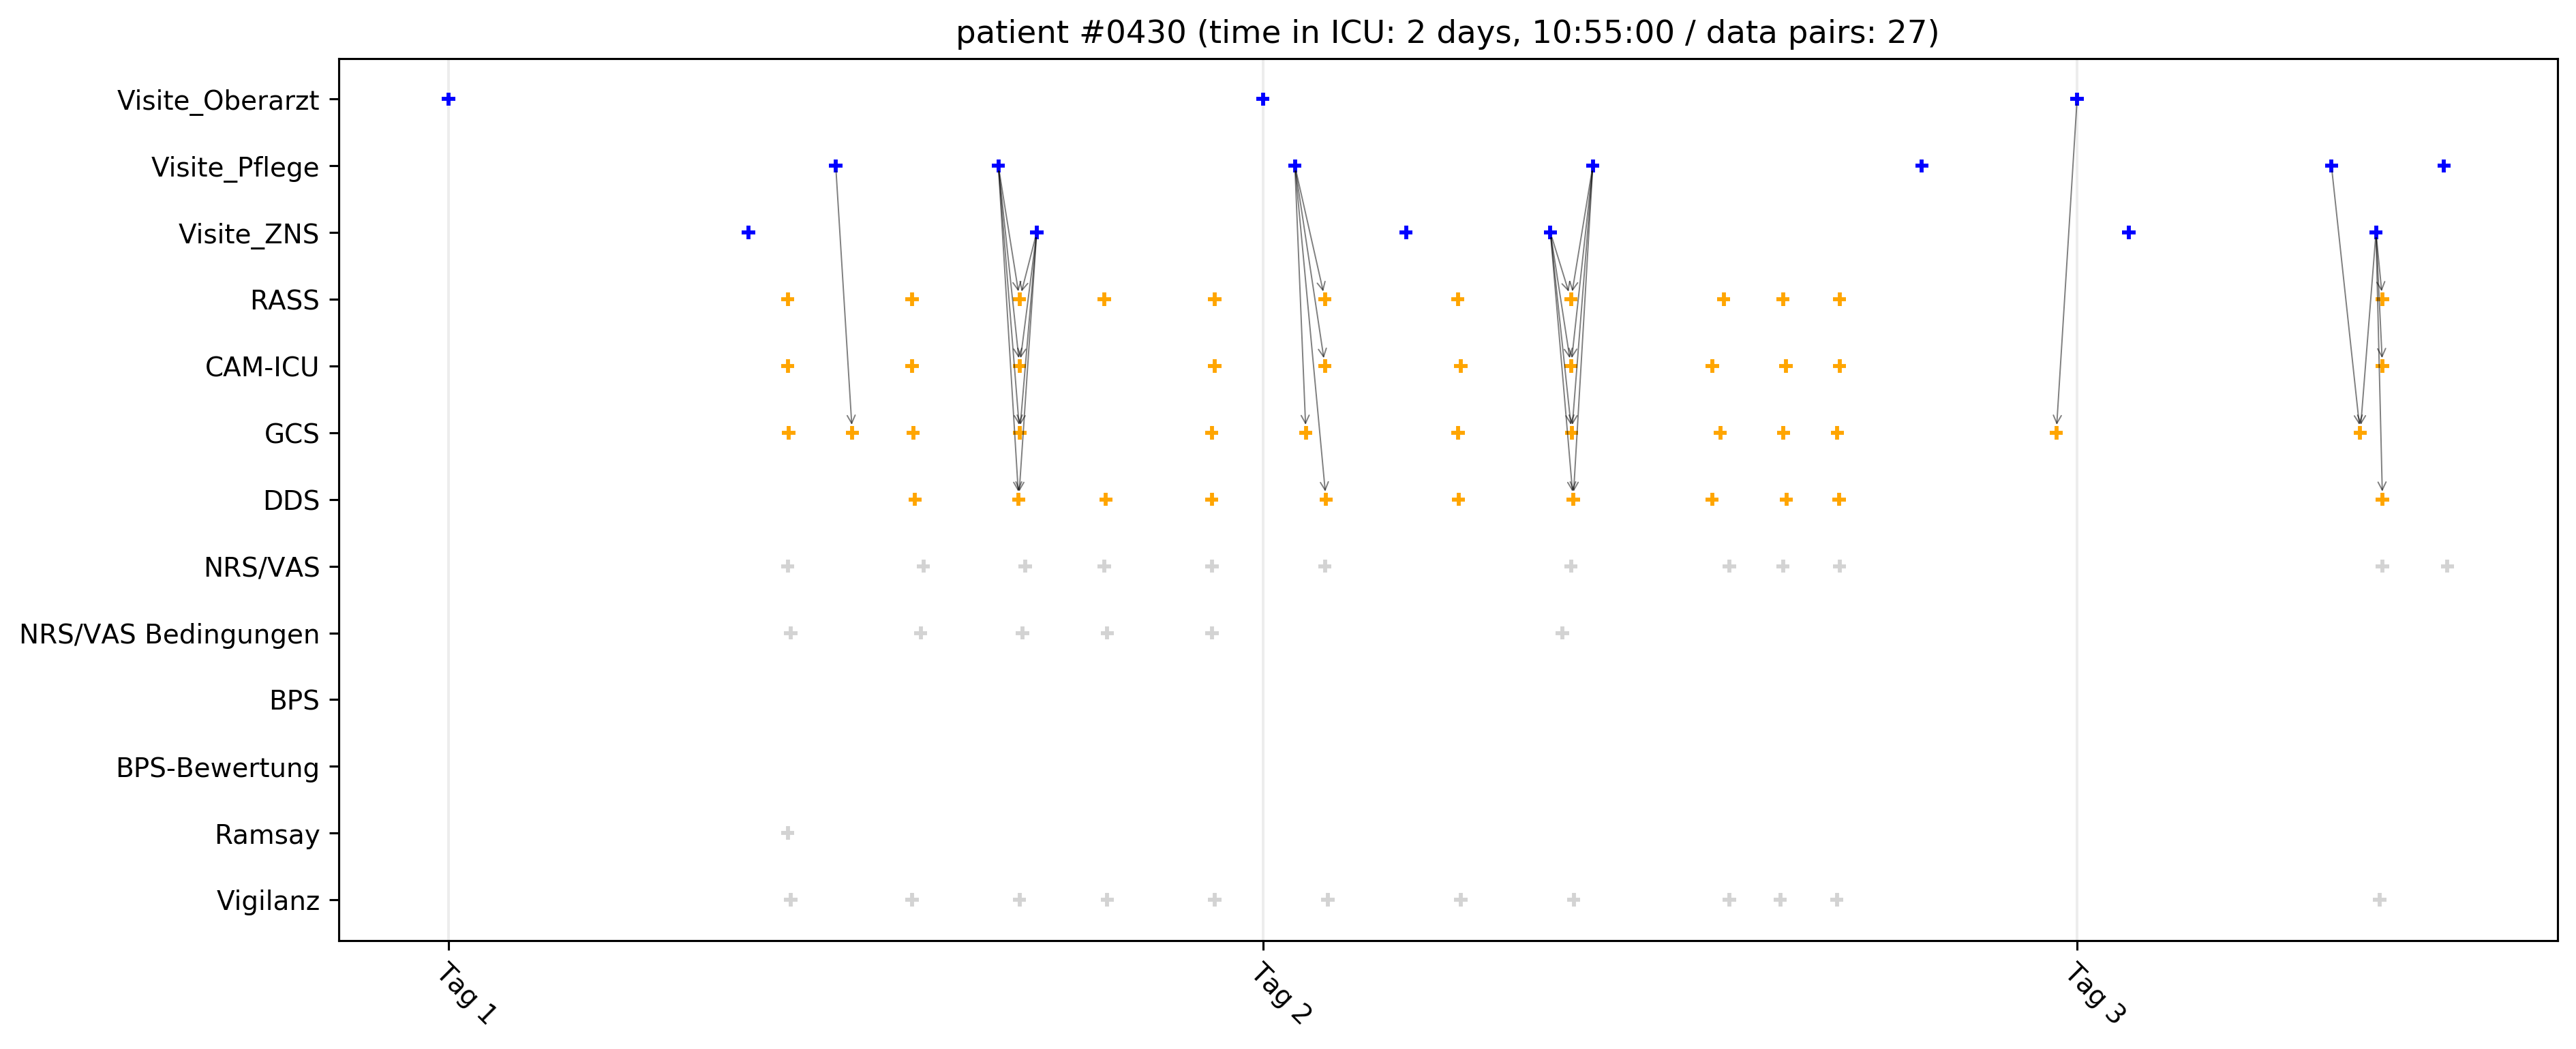 patient #0430 (time in ICU: 2 days, 10:55:00 / data pairs: 27)
Visite_Oberarzt
Visite_Pflege
Visite_ZNS
RASS
CAM-ICU
GCS
DDS
NRS/VAS
NRS/VAS Bedingungen
BPS
BPS-Bewertung
Ramsay
Vigilanz
Tag 1
Tag 2
Tag 3